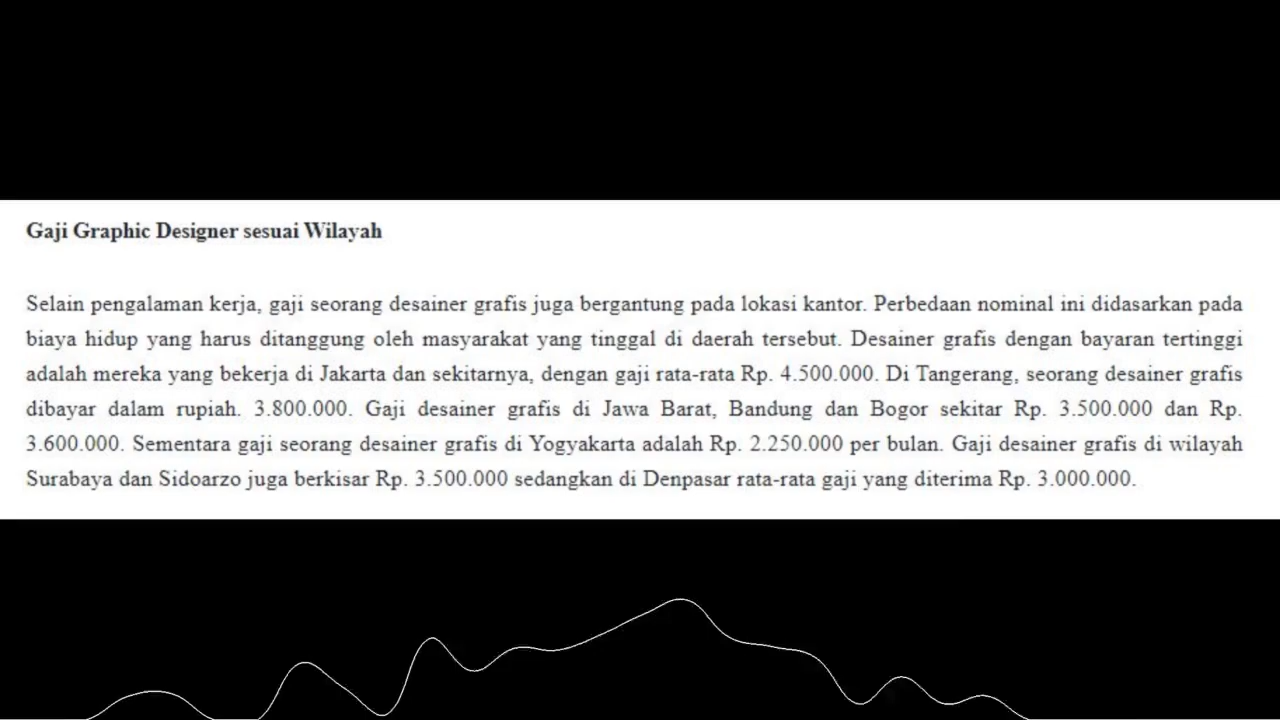 Gaji Graphic Designer sesuai Wilayah
Selain pengalaman kerja, gaji seorang desainer grafis juga bergantung pada lokasi kantor. Perbedaan nominal ini didasarkan pada
biaya hidup yang harus ditanggung oleh masyarakat yang tinggal di daerah tersebut. Desainer grafis dengan bayaran tertinggi
adalah mereka yang bekerja di Jakarta dan sekitarnya, dengan gaji rata-rata Rp. 4.500.000. Di Tangerang, seorang desainer grafis
dibayar dalam rupiah. 3.800.000. Gaji desainer grafis di Jawa Barat, Bandung dan Bogor sekitar Rp. 3.500.000 dan Rp.
3.600.000. Sementara gaji seorang desainer grafis di Yogyakarta adalah Rp. 2.250.000 per bulan. Gaji desainer grafis di wilayah
Surabaya dan Sidoarzo juga berkisar Rp. 3.500.000 sedangkan di Denpasar rata-rata gaji yang diterima Rp. 3.000.000.